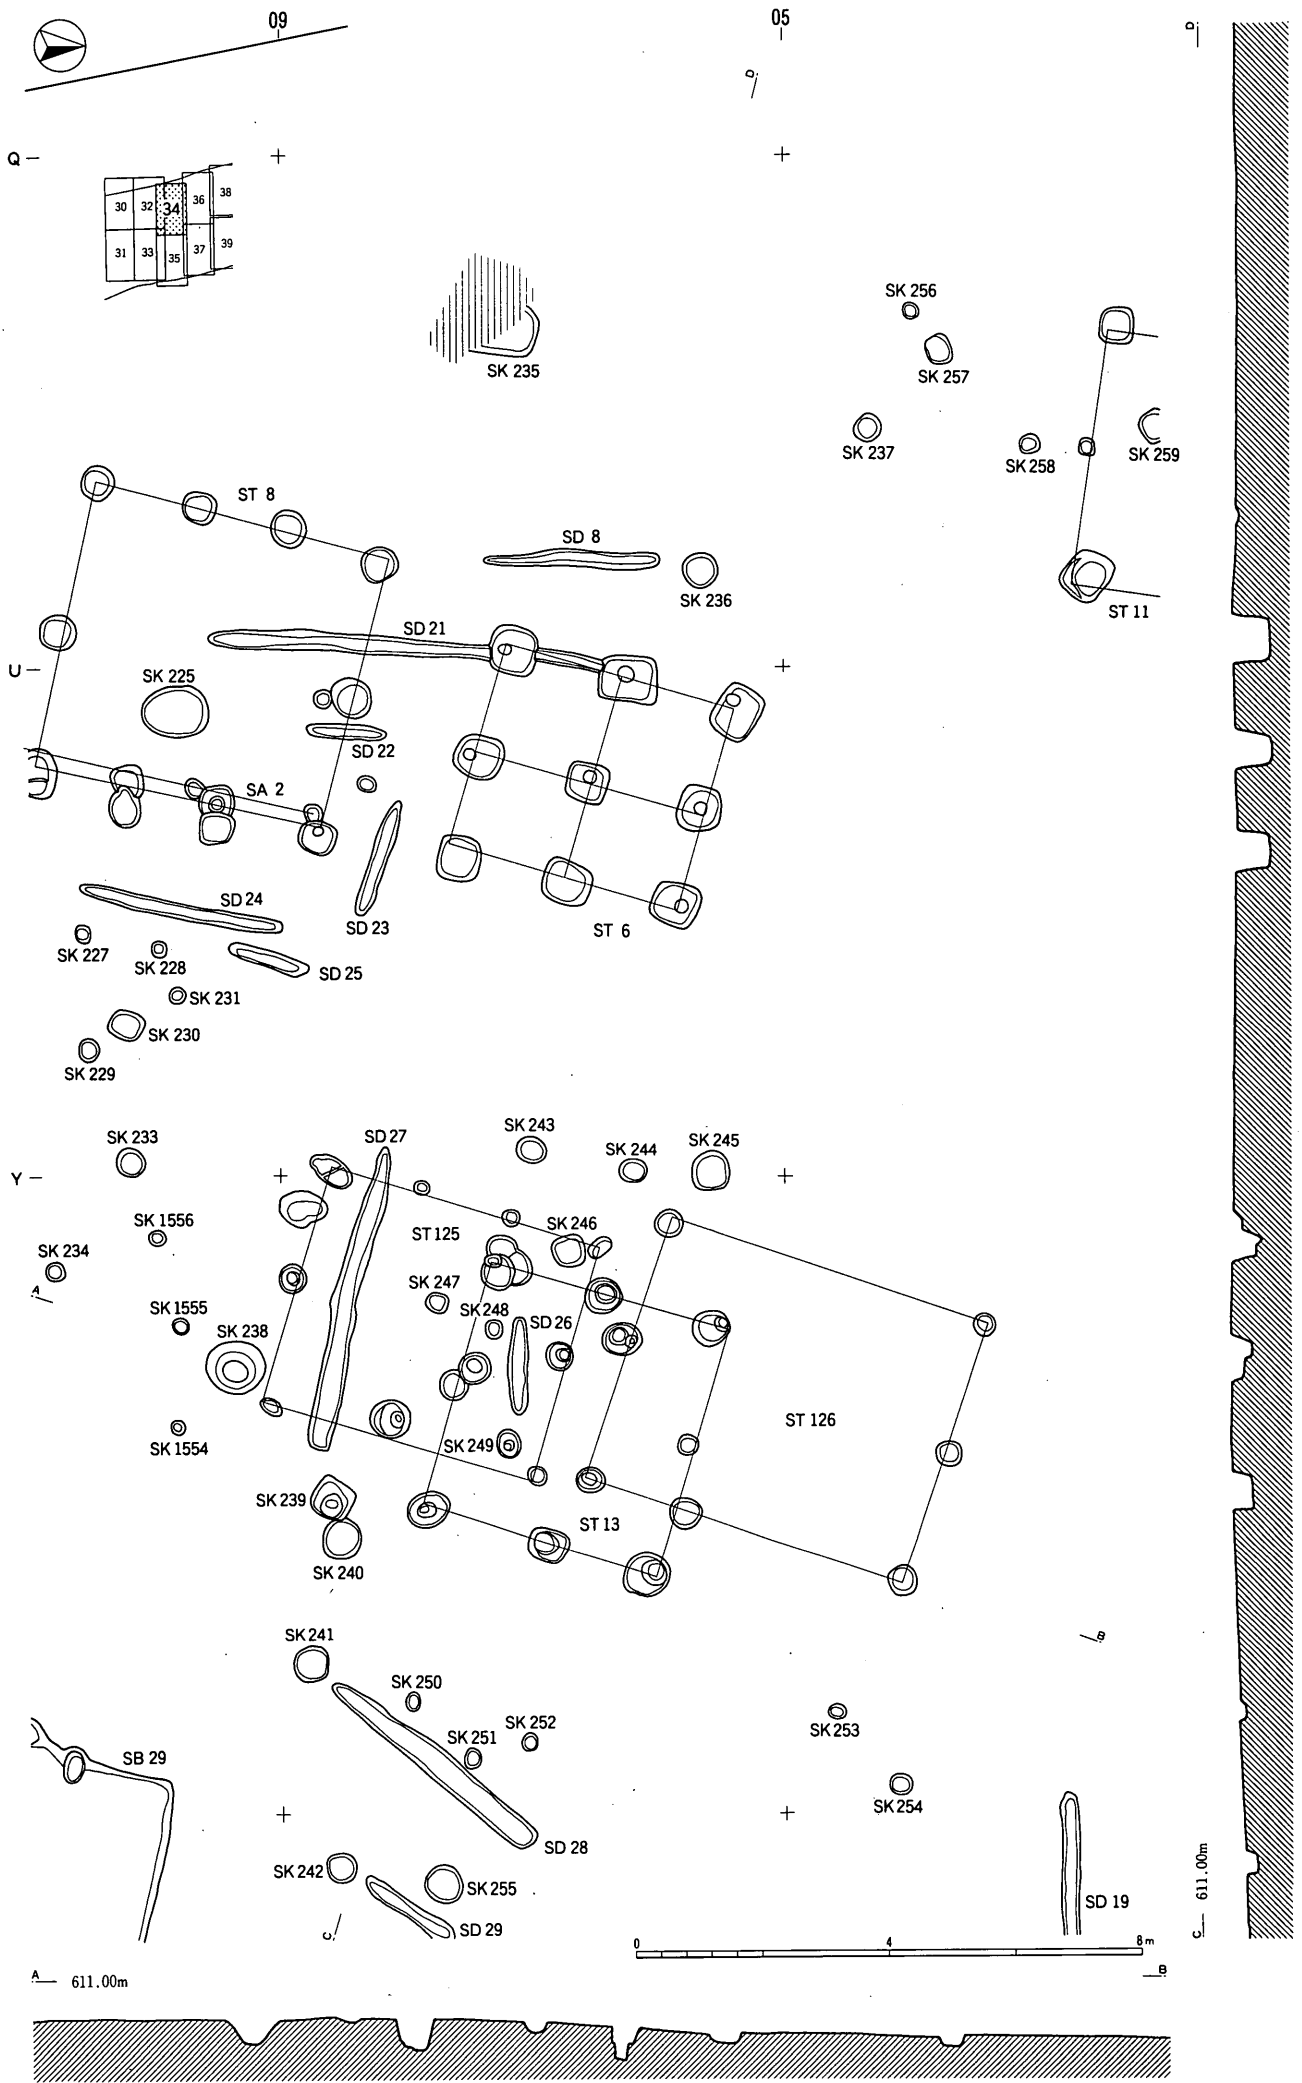 09
05
D
D
Q
30
32
34
36
38
31
33
35
37
39
SK 256
SK 257
SK 235
SK 237
SK 258
SK 259
ST 8
SD 8
SK 236
ST 11
SD 21
U
SK 225
SD 22
SA 2
SD 24
SD 23
ST 6
SK 227
SK 228
SD 25
SK 231
SK 230
SK 229
SK 233
SD 27
SK 243
SK 244
SK 245
Y
SK 1556
ST 125
SK 246
SK 234
A
SK 247
SK 1555
SK 248
SD 26
SK 238
ST 126
SK 1554
SK 249
SK 239
ST 13
SK 240
SK 241
B
SK 250
SK 252
SK 251
SK 253
SB 29
SK 254
SD 28
SK 242
SK 255
SD 29
C
SD 19
C 611.00m
0
4
8m
A 611.00m
B